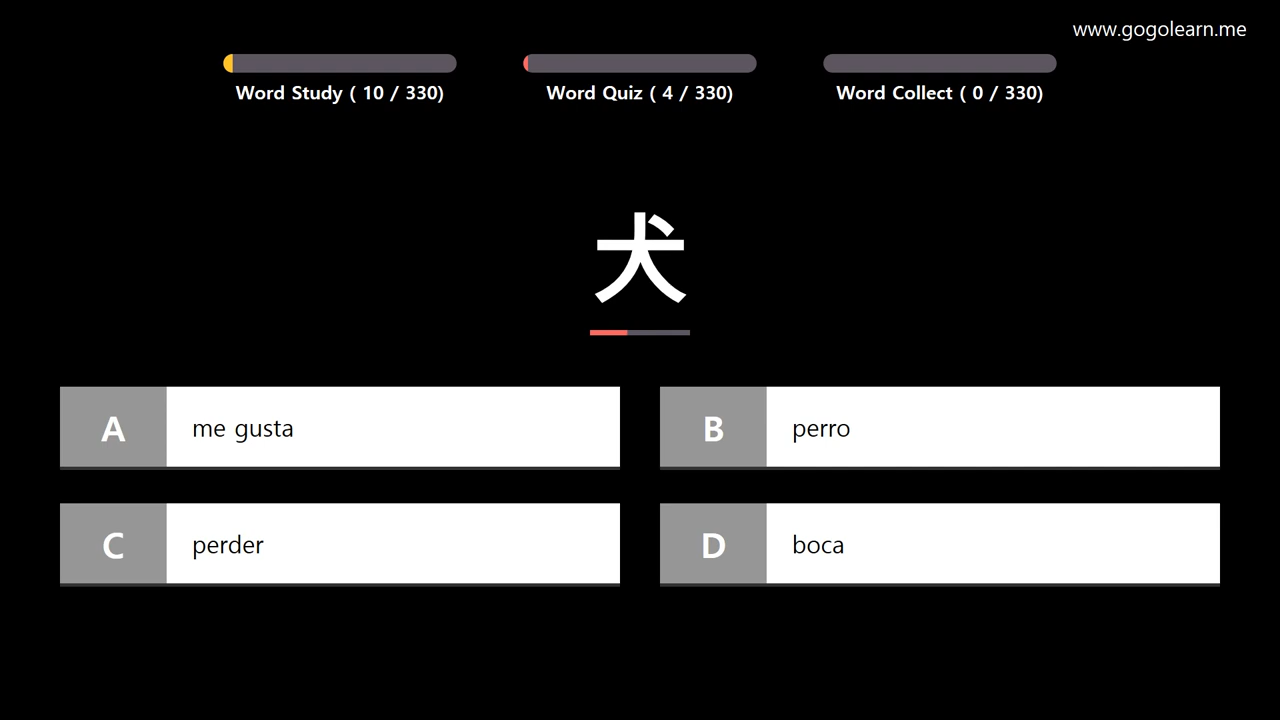 www.gogolearn.me
Word Study ( 10 / 330)
Word Quiz ( 4 / 330)
Word Collect ( 0 / 330)
犬
A me gusta
B perro
C perder
D boca